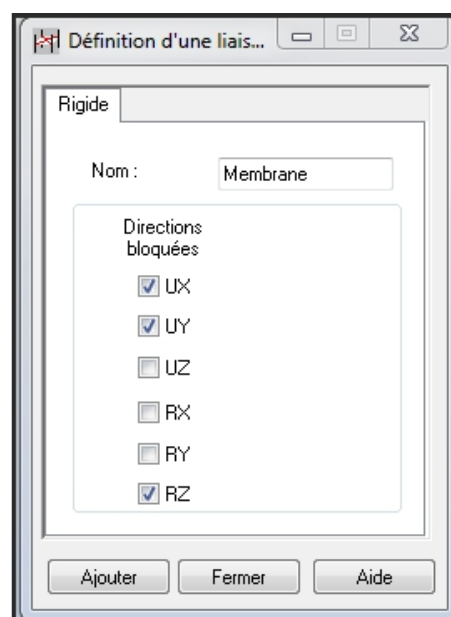 Définition d'une liais...
Rigide
Nom :
Membrane
Directions
bloquées
UX
UY
UZ
RX
RY
RZ
Ajouter
Fermer
Aide